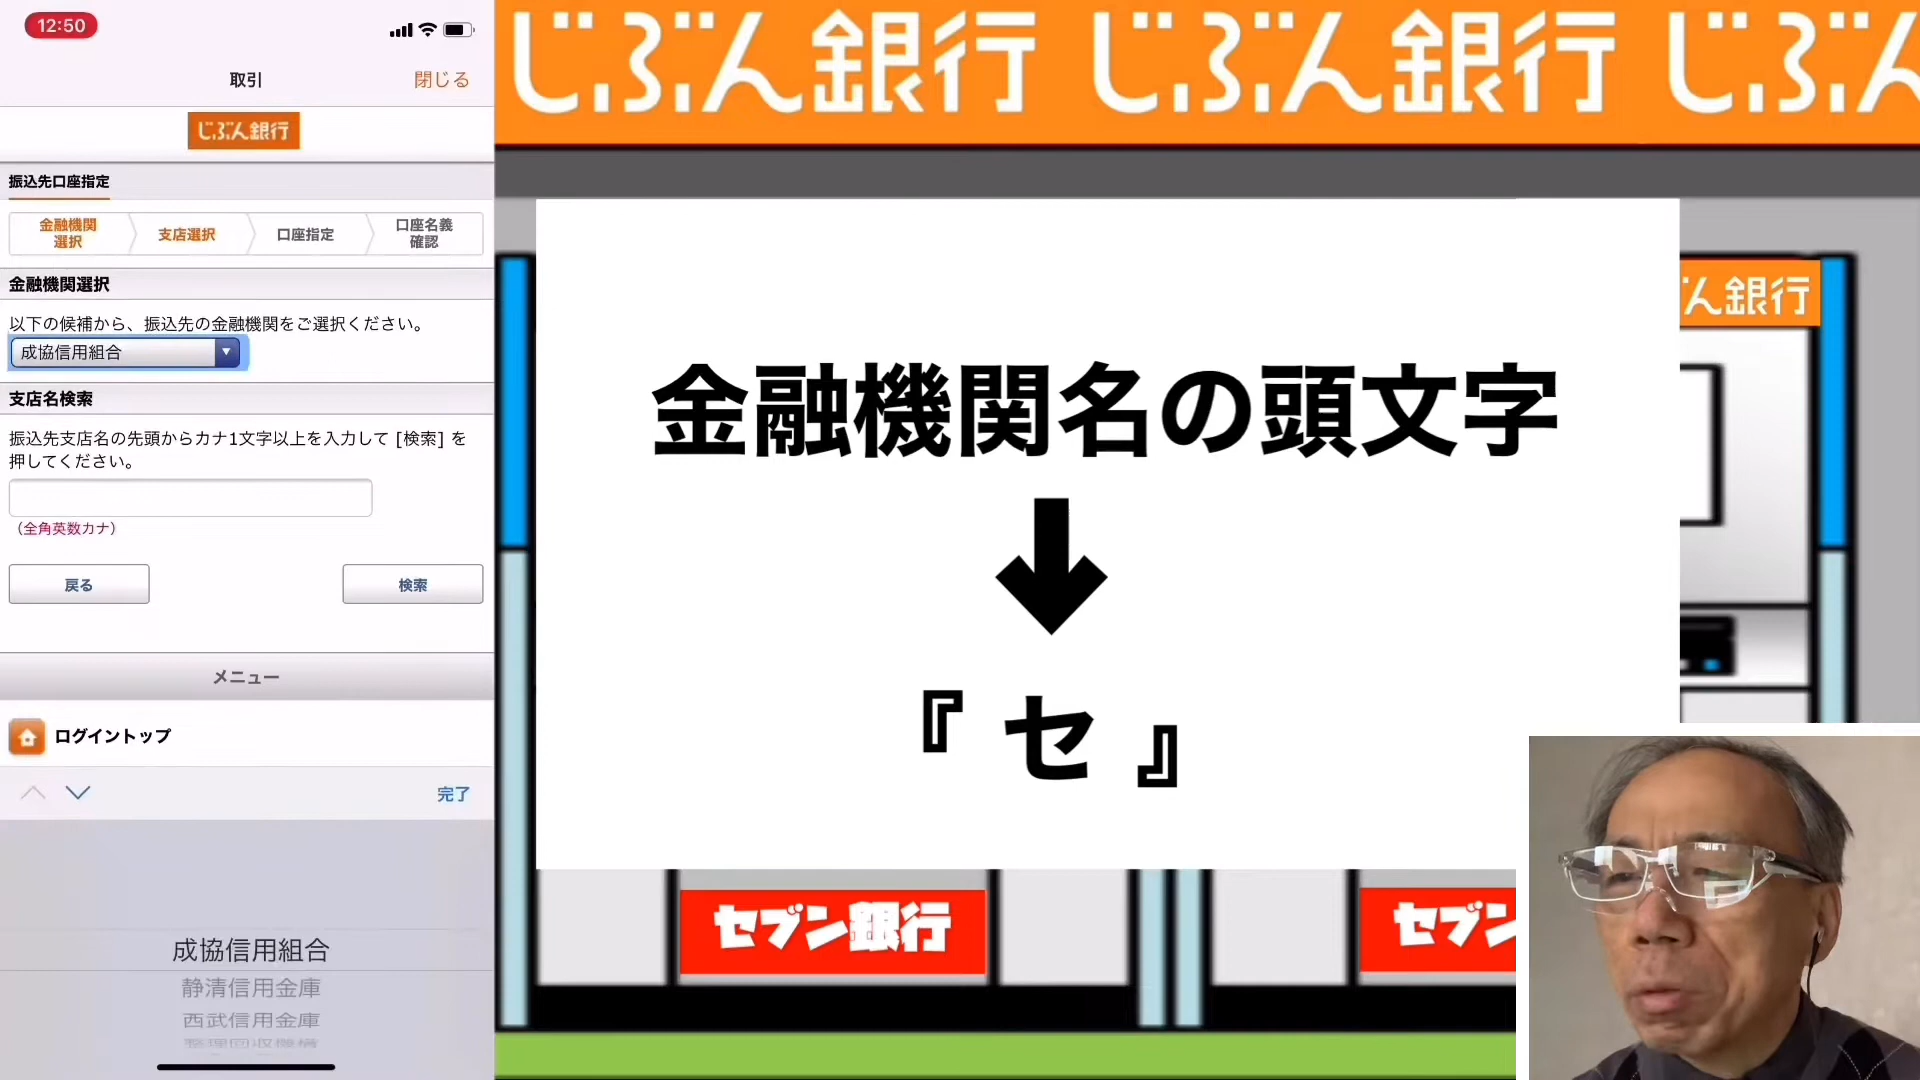 12:50
取引
閉じる
じぶん銀行
振込先口座指定
金融機関
選択
支店選択
口座指定
口座名義
確認
金融機関選択
以下の候補から、振込先の金融機関をご選択ください。
成協信用組合
支店名検索
振込先支店名の先頭からカナ1文字以上を入力して [検索] を
押してください。
（全角英数カナ）
戻る
検索
メニュー
ログイントップ
完了
成協信用組合
静清信用金庫
西武信用金庫
整理回収機構
じぶん銀行 じぶん銀行 じぶん
ぶん銀行
金融機関名の頭文字
『 セ 』
セブン銀行
セブン